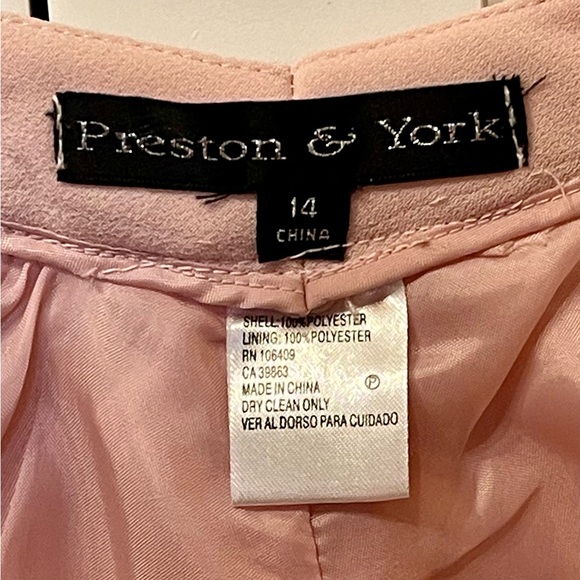 Preston & York
14
CHINA
SHELL:100%POLYESTER
LINING: 100%POLYESTER
RN 106409
CA 39863
MADE IN CHINA
P
DRY CLEAN ONLY
VER AL DORSO PARA CUIDADO